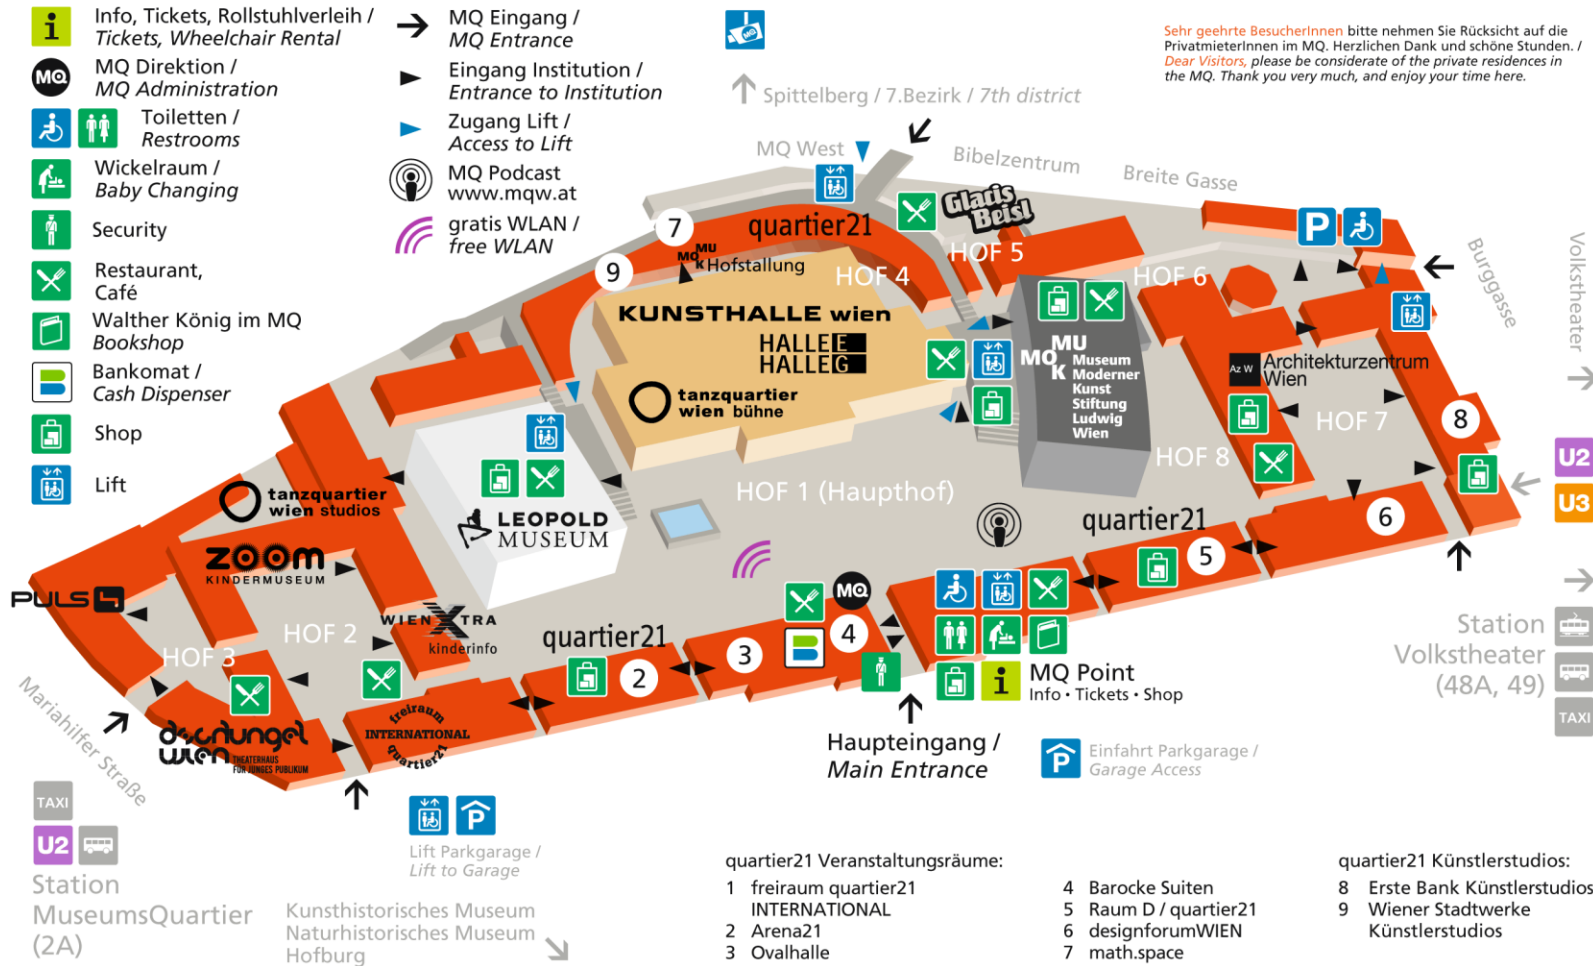 Info, Tickets, Rollstuhlverleih /
Tickets, Wheelchair Rental
MQ
MQ Direktion /
MQ Administration
Toiletten /
Restrooms
Wickelraum /
Baby Changing
Security
Restaurant,
Café
Walther König im MQ
Bookshop
Bankomat /
Cash Dispenser
Shop
Lift
MQ Eingang /
MQ Entrance
Eingang Institution /
Entrance to Institution
Zugang Lift /
Access to Lift
MQ Podcast
www.mqw.at
gratis WLAN /
free WLAN
MQ
Sehr geehrte BesucherInnen bitte nehmen Sie Rücksicht auf die
PrivatmieterInnen im MQ. Herzlichen Dank und schöne Stunden. /
Dear Visitors, please be considerate of the private residences in
the MQ. Thank you very much, and enjoy your time here.
Spittelberg / 7.Bezirk / 7th district
MQ West
Bibelzentrum
Breite Gasse
Burggasse
Volkstheater
Glacis
Beisl
P
7
quartier21
9
MUMOK Hofstallung
HOF 4
HOF 5
HOF 6
KUNSTHALLE wien
HALLE E
HALLE G
tanzquartier
wien bühne
MUMOK
Museum
Moderner
Kunst
Stiftung
Ludwig
Wien
Az W
Architekturzentrum
Wien
HOF 7
8
HOF 8
U2
U3
HOF 1 (Haupthof)
tanzquartier
wien studios
LEOPOLD
MUSEUM
quartier21
6
5
ZOOM
KINDERMUSEUM
PULS 4
WIENXTRA
kinderinfo
HOF 2
HOF 3
quartier21
2
3
4
MQ
MQ Point
Info • Tickets • Shop
dschungel
wien
THEATERHAUS
FÜR JUNGES PUBLIKUM
freiraum
INTERNATIONAL
quartier21
Mariahilfer Straße
Haupteingang /
Main Entrance
P
Einfahrt Parkgarage /
Garage Access
Station
Volkstheater
(48A, 49)
TAXI
TAXI
U2
Station
MuseumsQuartier
(2A)
P
Lift Parkgarage /
Lift to Garage
Kunsthistorisches Museum
Naturhistorisches Museum
Hofburg
quartier21 Veranstaltungsräume:
1 freiraum quartier21
INTERNATIONAL
2 Arena21
3 Ovalhalle
4 Barocke Suiten
5 Raum D / quartier21
6 designforumWIEN
7 math.space
quartier21 Künstlerstudios:
8 Erste Bank Künstlerstudios
9 Wiener Stadtwerke
Künstlerstudios